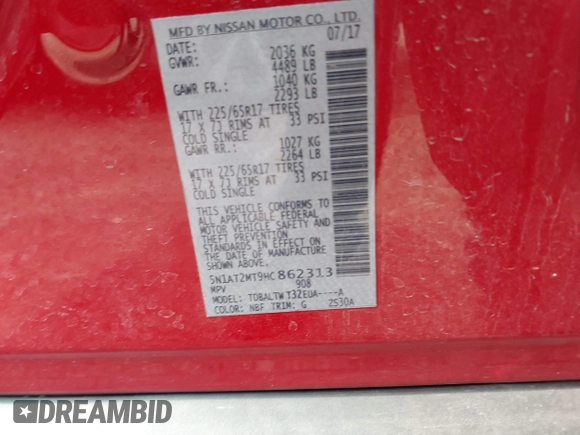 MFD BY NISSAN MOTOR CO., LTD.
DATE: 07/17
GVWR: 2036 KG
4489 LB
GAWR FR.: 1040 KG
2293 LB
WITH 225/65R17 TIRES
17 X 7J RIMS AT 33 PSI
COLD SINGLE
GAWR RR.: 1027 KG
2264 LB
WITH 225/65R17 TIRES
17 X 7J RIMS AT 33 PSI
COLD SINGLE
THIS VEHICLE CONFORMS TO
ALL APPLICABLE FEDERAL
MOTOR VEHICLE SAFETY AND
THEFT PREVENTION
STANDARDS IN EFFECT ON
THE DATE OF MANUFACTURE
SHOWN ABOVE.
5N1AT2MT9HC862313
MPV 908
MODEL: TDBALTWT32EUA----A
COLOR: NBF TRIM: G ZS30A
DREAMBID